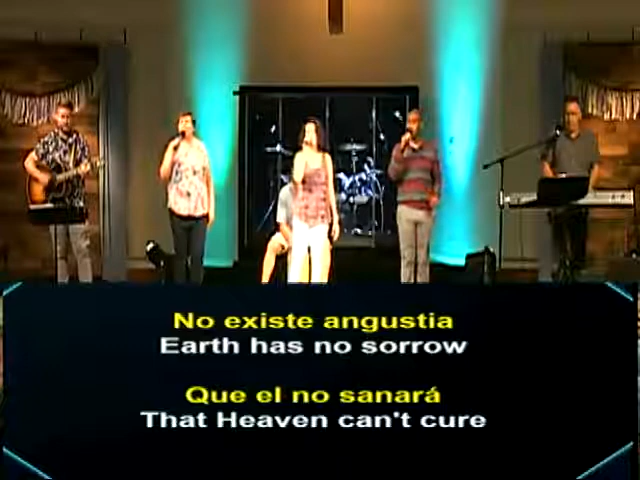 No existe angustia
Earth has no sorrow
Que el no sanará
That Heaven can't cure